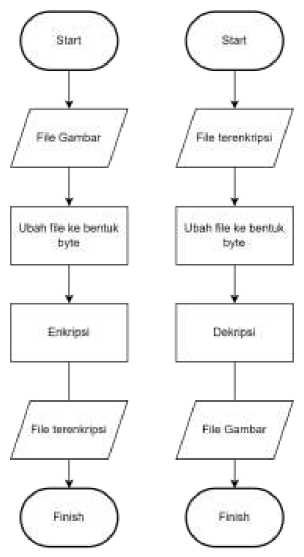 Start
File Gambar
Ubah file ke bentuk
byte
Enkripsi
File terenkripsi
Finish
Start
File terenkripsi
Ubah file ke bentuk
byte
Dekripsi
File Gambar
Finish